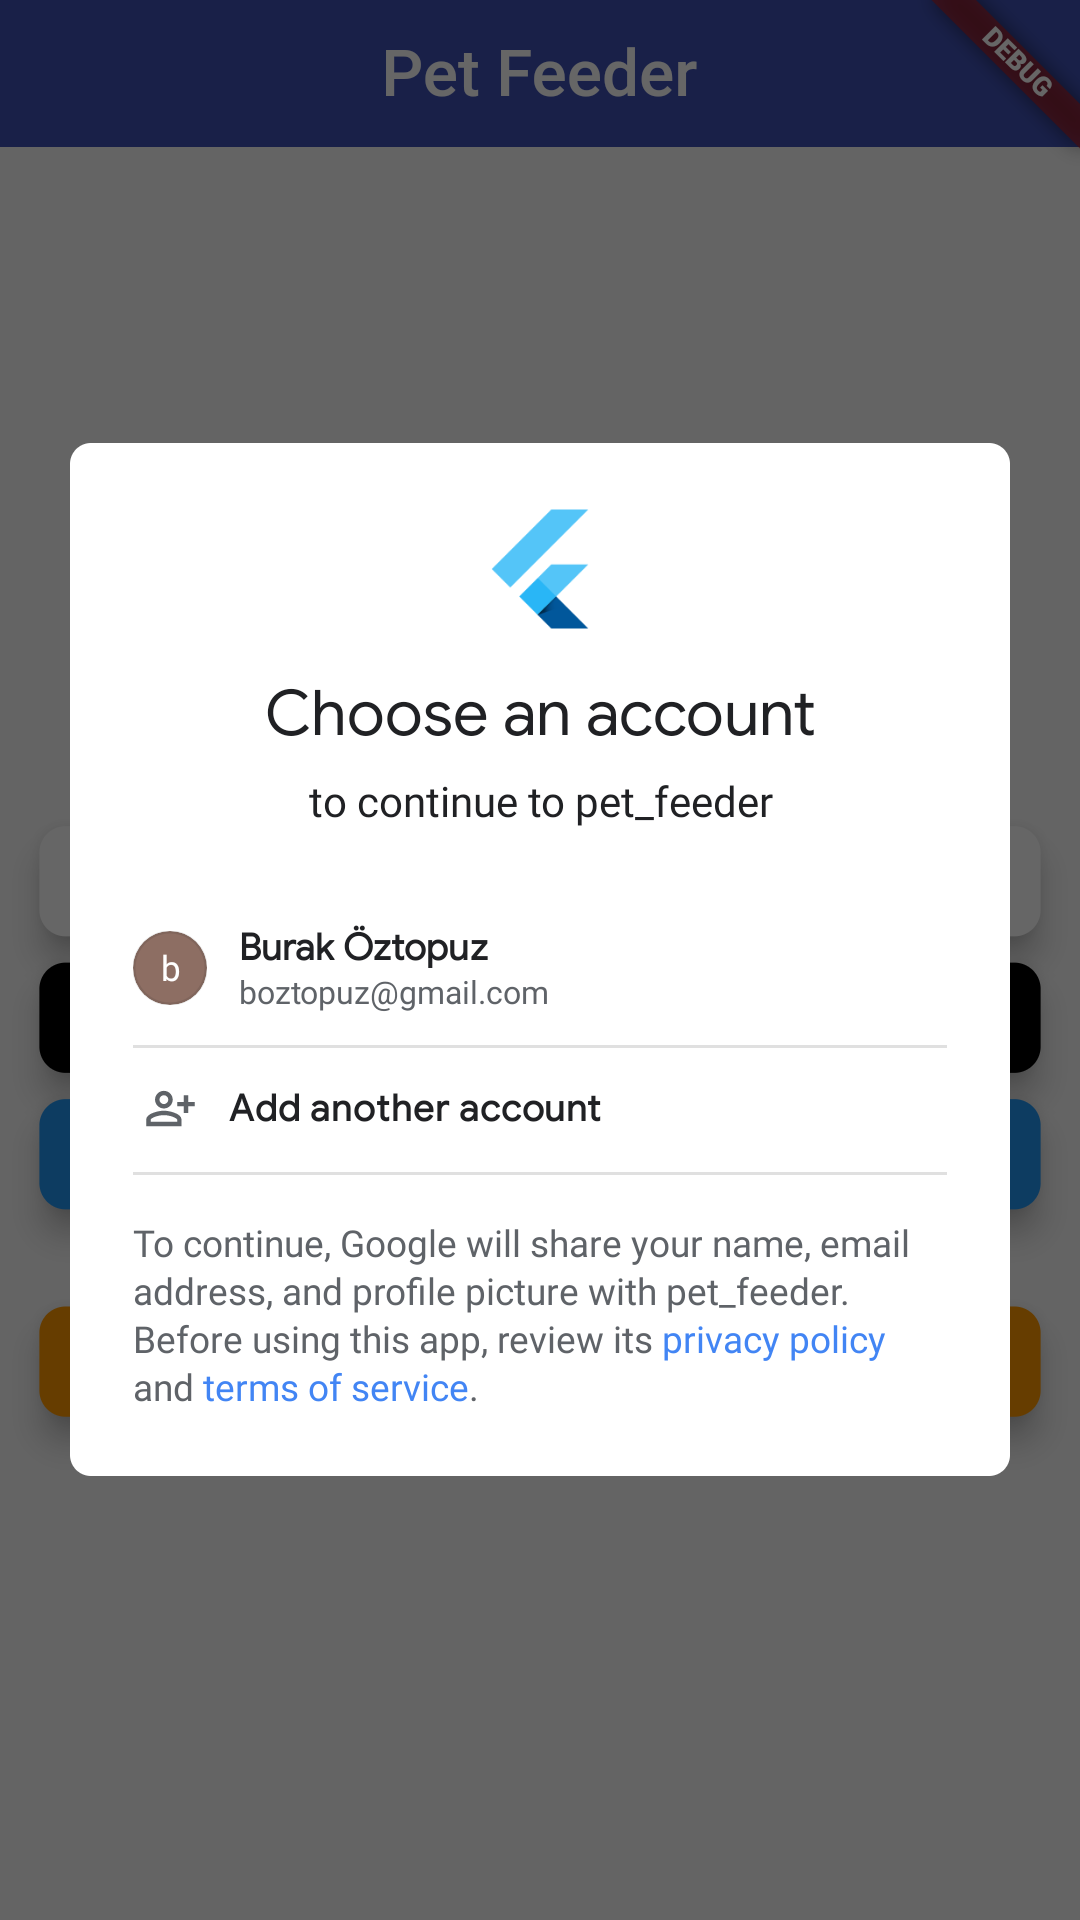 Pet Feeder
DEBUG
Choose an account
to continue to pet_feeder
b
Burak Öztopuz
boztopuz@gmail.com
Add another account
To continue, Google will share your name, email
address, and profile picture with pet_feeder.
Before using this app, review its privacy policy
and terms of service.